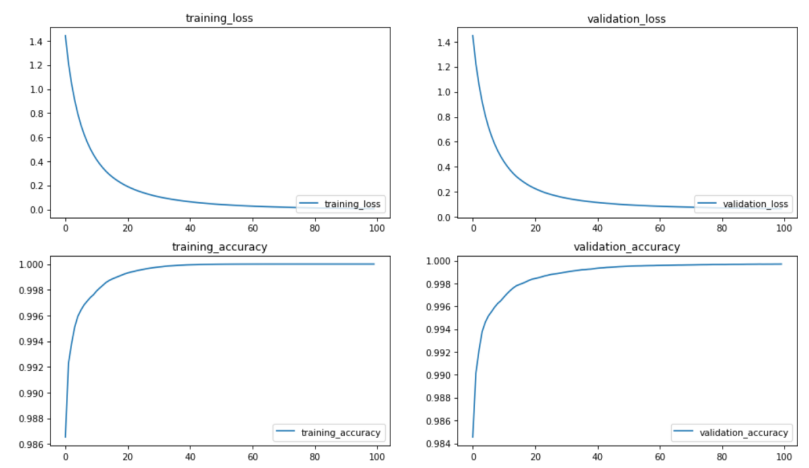 training_loss
1.4
1.2
1.0
0.8
0.6
0.4
0.2
0.0
training_loss
0 20 40 60 80 100
validation_loss
1.4
1.2
1.0
0.8
0.6
0.4
0.2
0.0
validation_loss
0 20 40 60 80 100
training_accuracy
1.000
0.998
0.996
0.994
0.992
0.990
0.988
0.986
training_accuracy
0 20 40 60 80 100
validation_accuracy
1.000
0.998
0.996
0.994
0.992
0.990
0.988
0.986
0.984
validation_accuracy
0 20 40 60 80 100